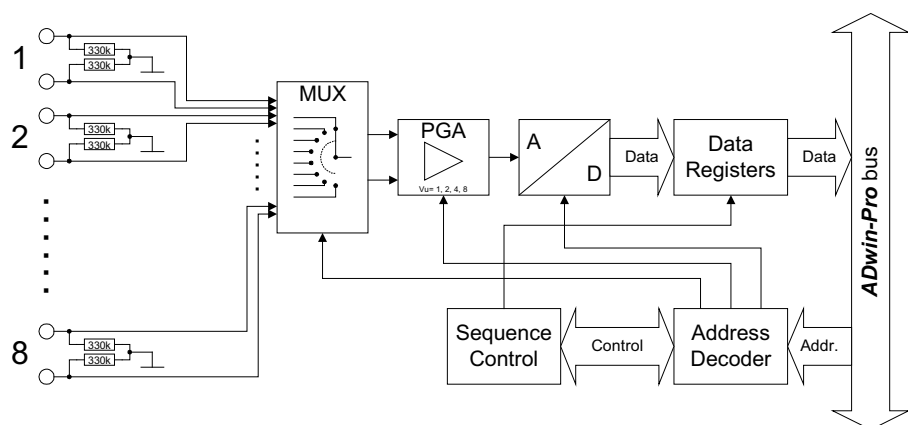 1
330k
330k
2
330k
330k
8
330k
330k
MUX
PGA
Vu= 1, 2, 4, 8
A
D
Data
Data
Registers
Data
Sequence
Control
Control
Address
Decoder
Addr.
ADwin-Pro bus